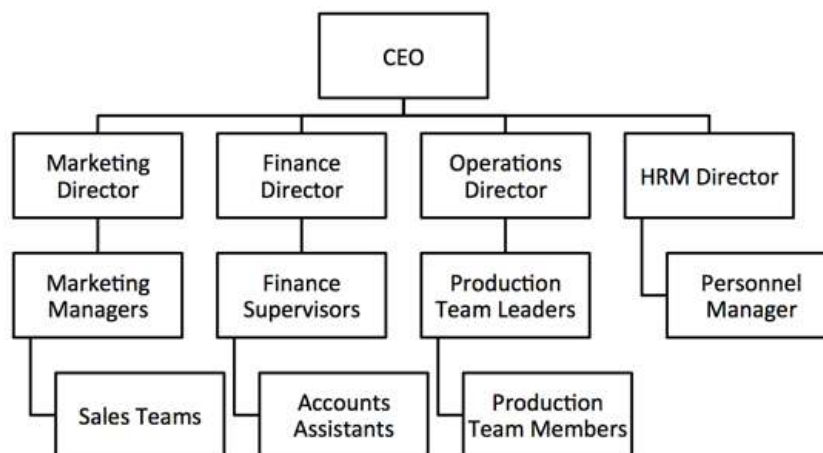 CEO
Marketing
Director
Finance
Director
Operations
Director
HRM Director
Marketing
Managers
Finance
Supervisors
Production
Team Leaders
Personnel
Manager
Sales Teams
Accounts
Assistants
Production
Team Members